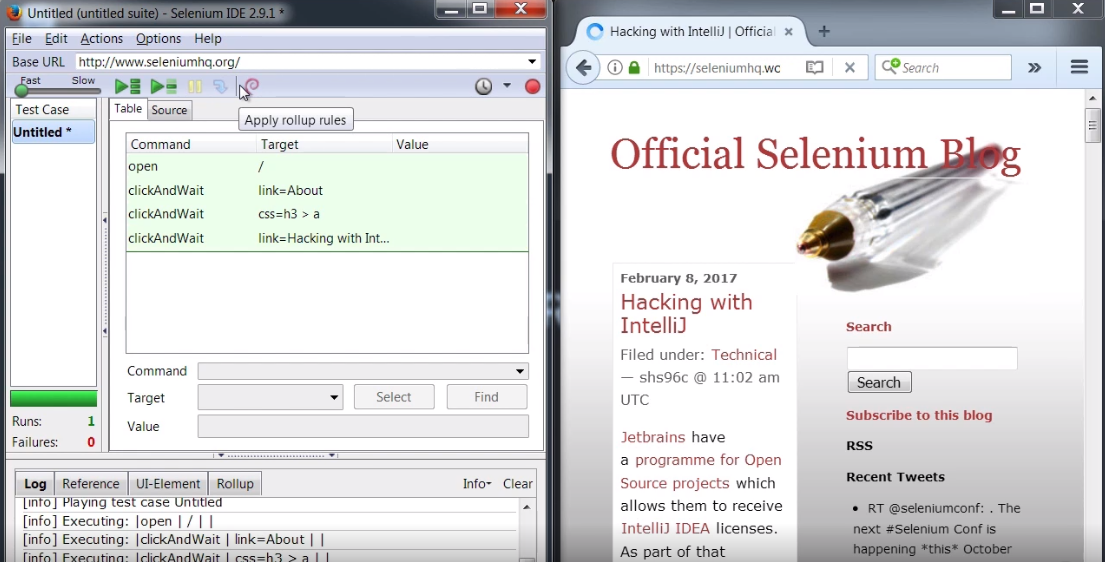 Untitled (untitled suite) - Selenium IDE 2.9.1 *
File Edit Actions Options Help
Base URL http://www.seleniumhq.org/
Fast Slow
Test Case
Untitled *
Runs: 1
Failures: 0
Table Source
Apply rollup rules
Command Target Value
open /
clickAndWait link=About
clickAndWait css=h3 > a
clickAndWait link=Hacking with Int...
Command
Target Select Find
Value
Log Reference UI-Element Rollup Info Clear
[info] Playing test case Untitled
[info] Executing: |open | / | |
[info] Executing: |clickAndWait | link=About | |
[info] Executing: |clickAndWait | css=h3 > a | |
Hacking with IntelliJ | Official
https://seleniumhq.wc
Search
Official Selenium Blog
February 8, 2017
Hacking with
IntelliJ
Filed under: Technical
— shs96c @ 11:02 am
UTC
Jetbrains have
a programme for Open
Source projects which
allows them to receive
IntelliJ IDEA licenses.
As part of that
Search
Search
Subscribe to this blog
RSS
Recent Tweets
RT @seleniumconf: . The
next #Selenium Conf is
happening *this* October